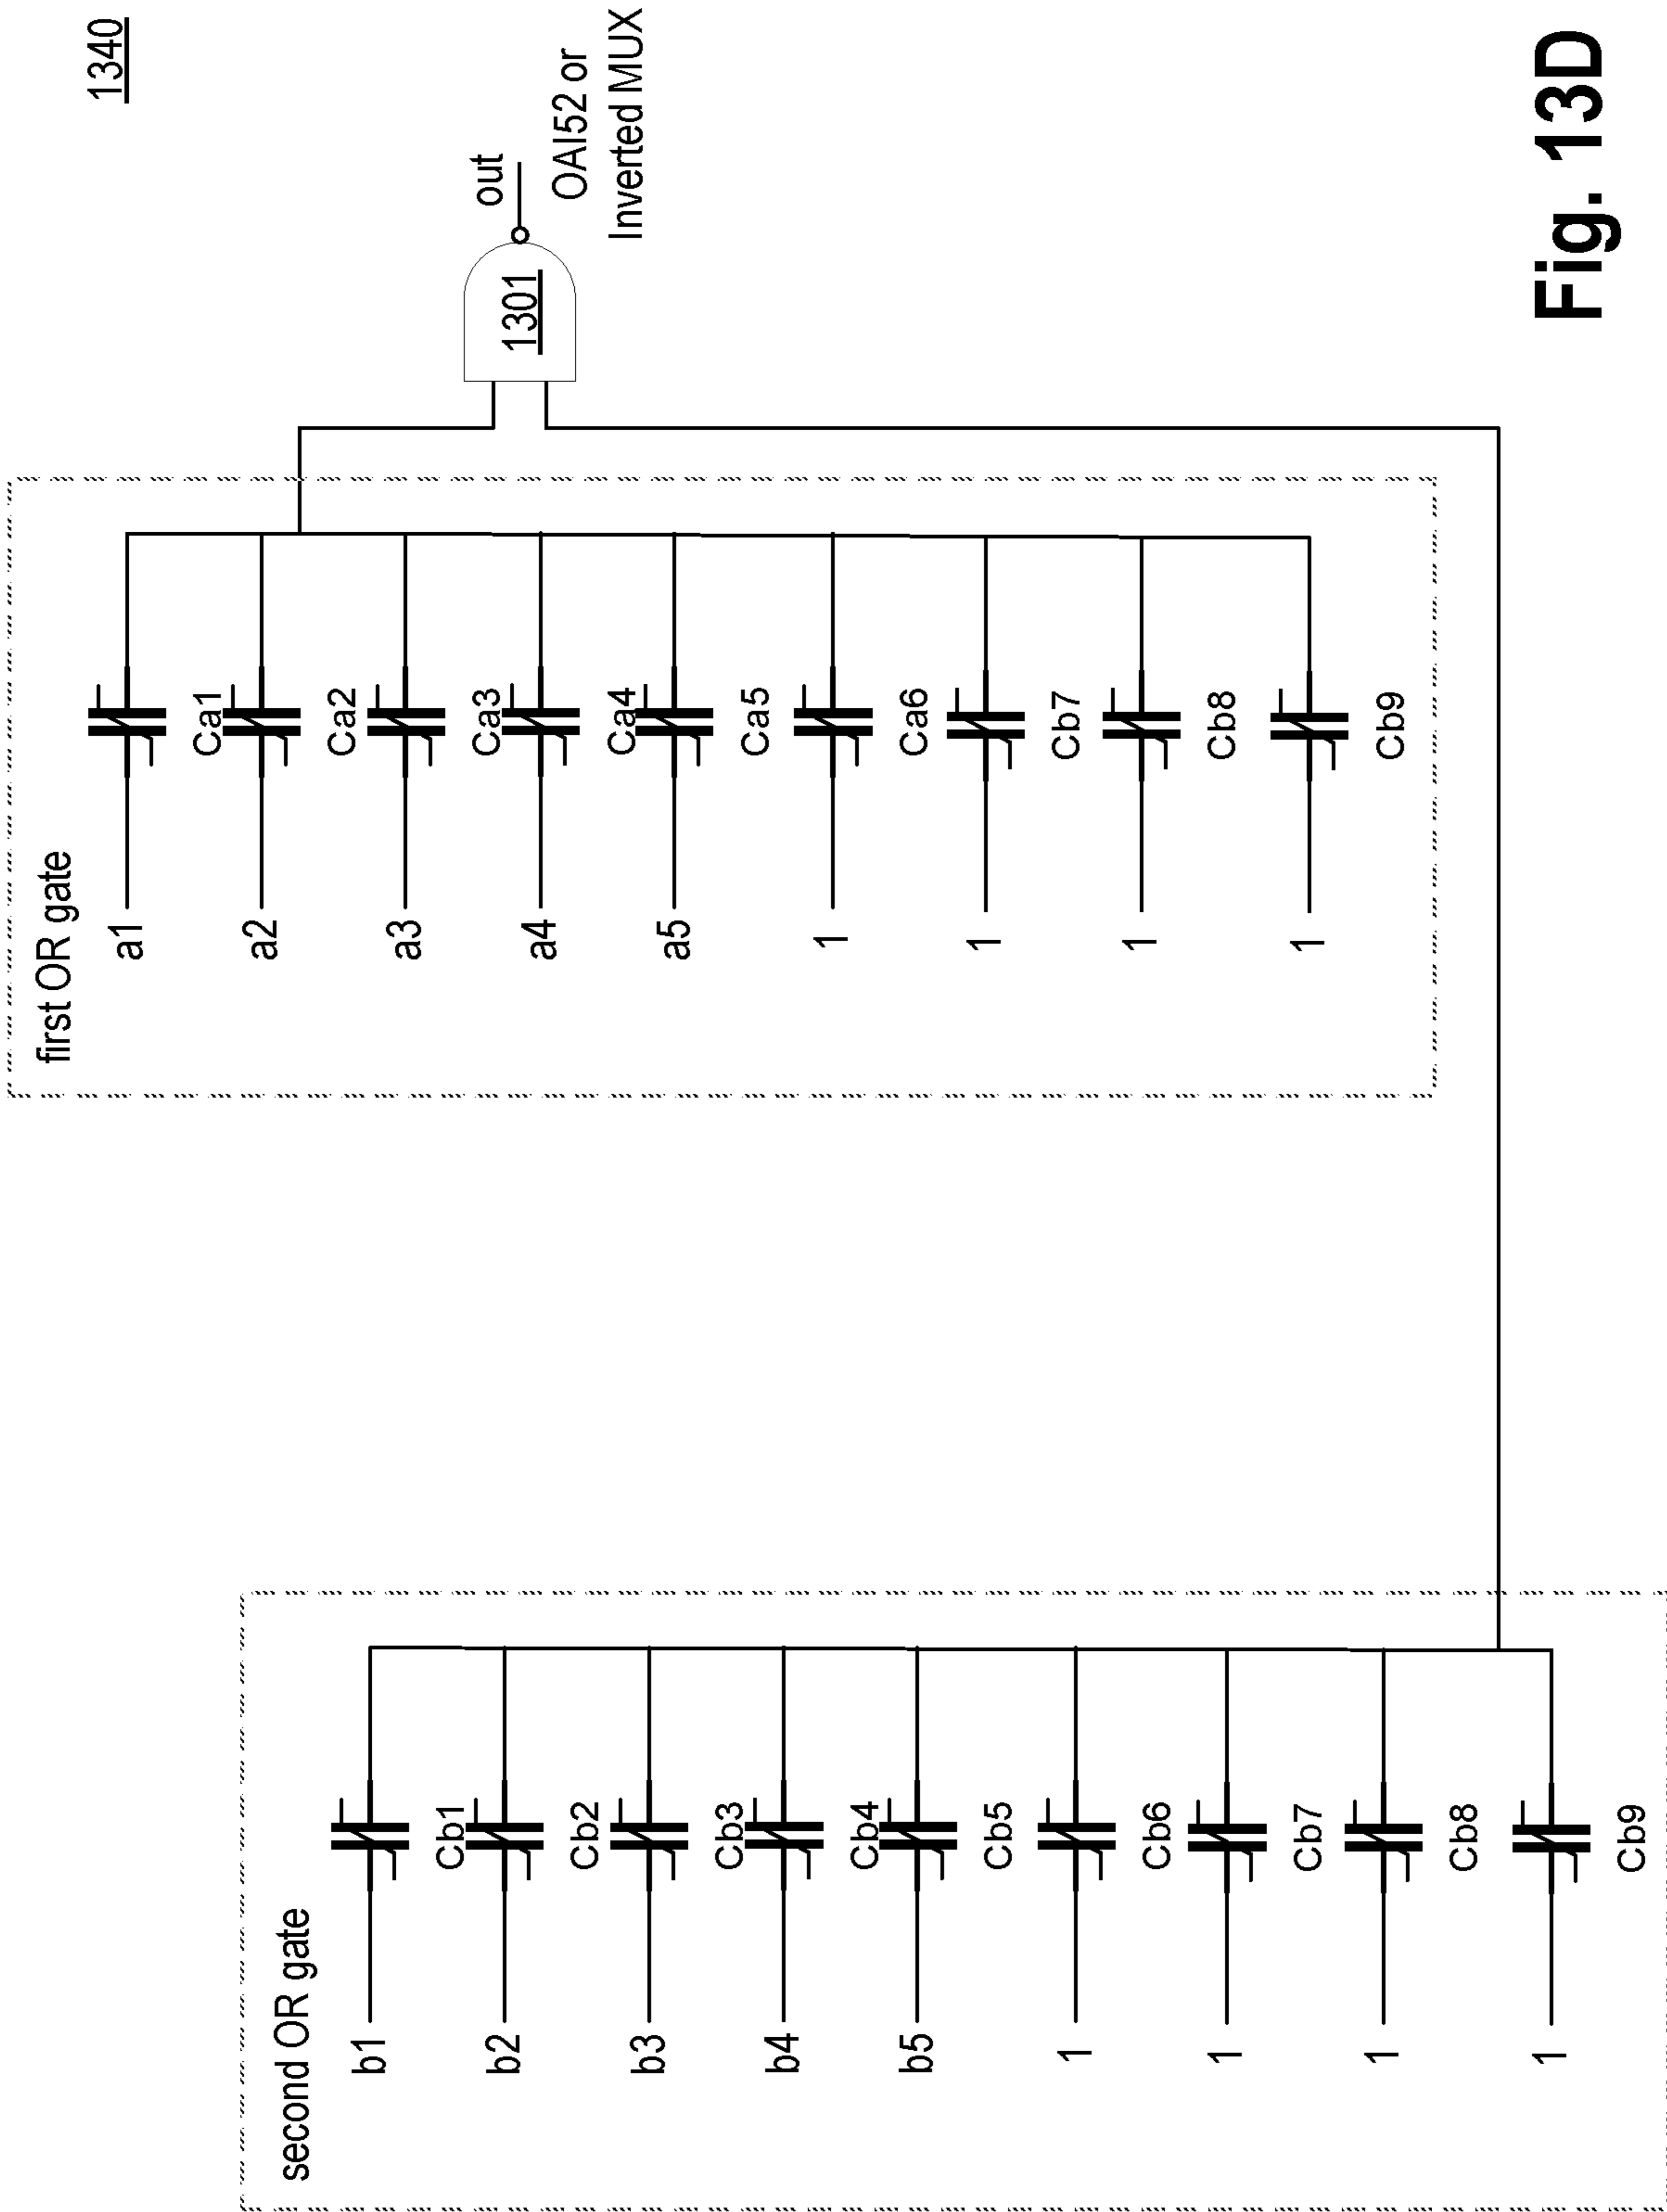 1340
first OR gate
a1
Ca1
a2
Ca2
a3
Ca3
a4
Ca4
a5
Ca5
1
Ca6
1
Cb7
1
Cb8
1
Cb9
1301
out
OAI52 or
Inverted MUX
second OR gate
b1
Cb1
b2
Cb2
b3
Cb3
b4
Cb4
b5
Cb5
1
Cb6
1
Cb7
1
Cb8
1
Cb9
Fig. 13D